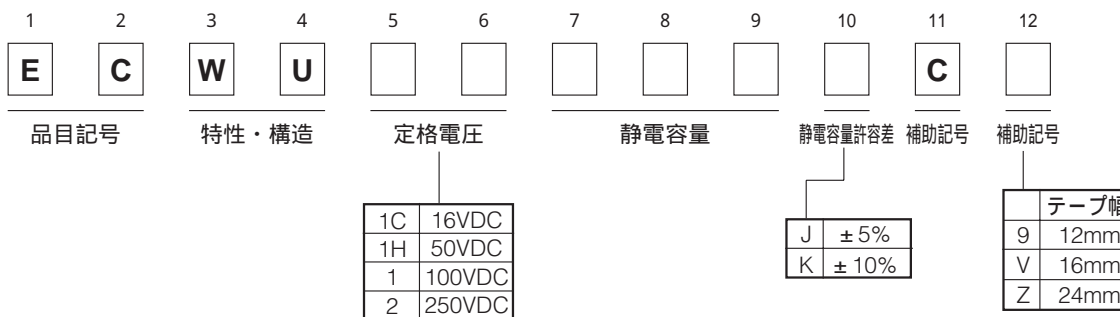 1 2 3 4 5 6 7 8 9 10 11 12
E C W U C
品目記号 特性・構造 定格電圧 静電容量 静電容量許容差 補助記号 補助記号
1C 16VDC
1H 50VDC
1 100VDC
2 250VDC
J ±5%
K ±10%
テープ幅
9 12mm
V 16mm
Z 24mm